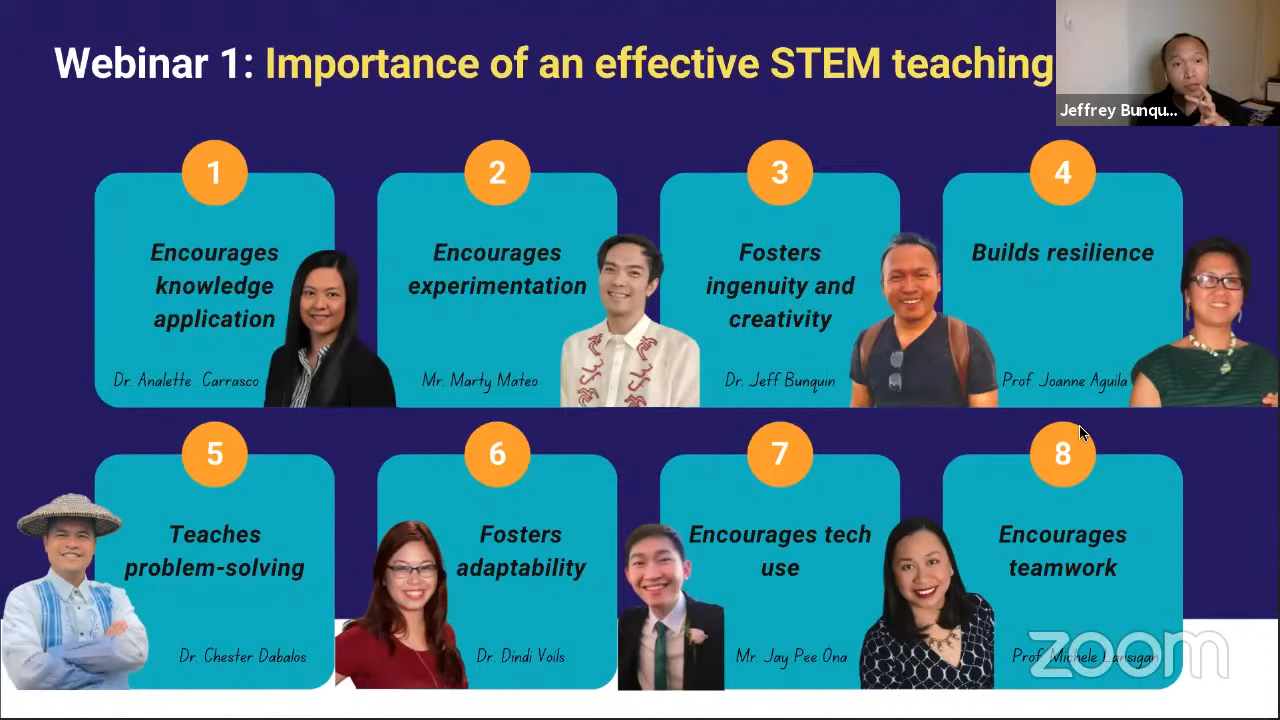 Webinar 1: Importance of an effective STEM teaching
Jeffrey Bunqu...
1
Encourages
knowledge
application
Dr. Analette Carrasco
2
Encourages
experimentation
Mr. Marty Mateo
3
Fosters
ingenuity and
creativity
Dr. Jeff Bunquin
4
Builds resilience
Prof. Joanne Aguila
5
Teaches
problem-solving
Dr. Chester Dabalos
6
Fosters
adaptability
Dr. Dindi Voils
7
Encourages tech
use
Mr. Jay Pee Ona
8
Encourages
teamwork
Prof. Michele Lansigan
zoom